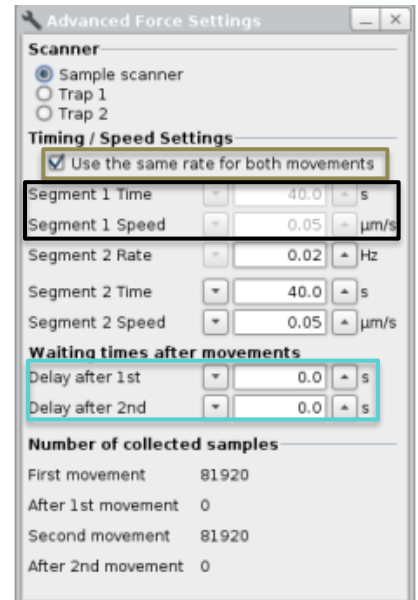 Advanced Force Settings
Scanner
Sample scanner
Trap 1
Trap 2
Timing / Speed Settings
Use the same rate for both movements
Segment 1 Time 40.0 s
Segment 1 Speed 0.05 µm/s
Segment 2 Rate 0.02 Hz
Segment 2 Time 40.0 s
Segment 2 Speed 0.05 µm/s
Waiting times after movements
Delay after 1st 0.0 s
Delay after 2nd 0.0 s
Number of collected samples
First movement 81920
After 1st movement 0
Second movement 81920
After 2nd movement 0